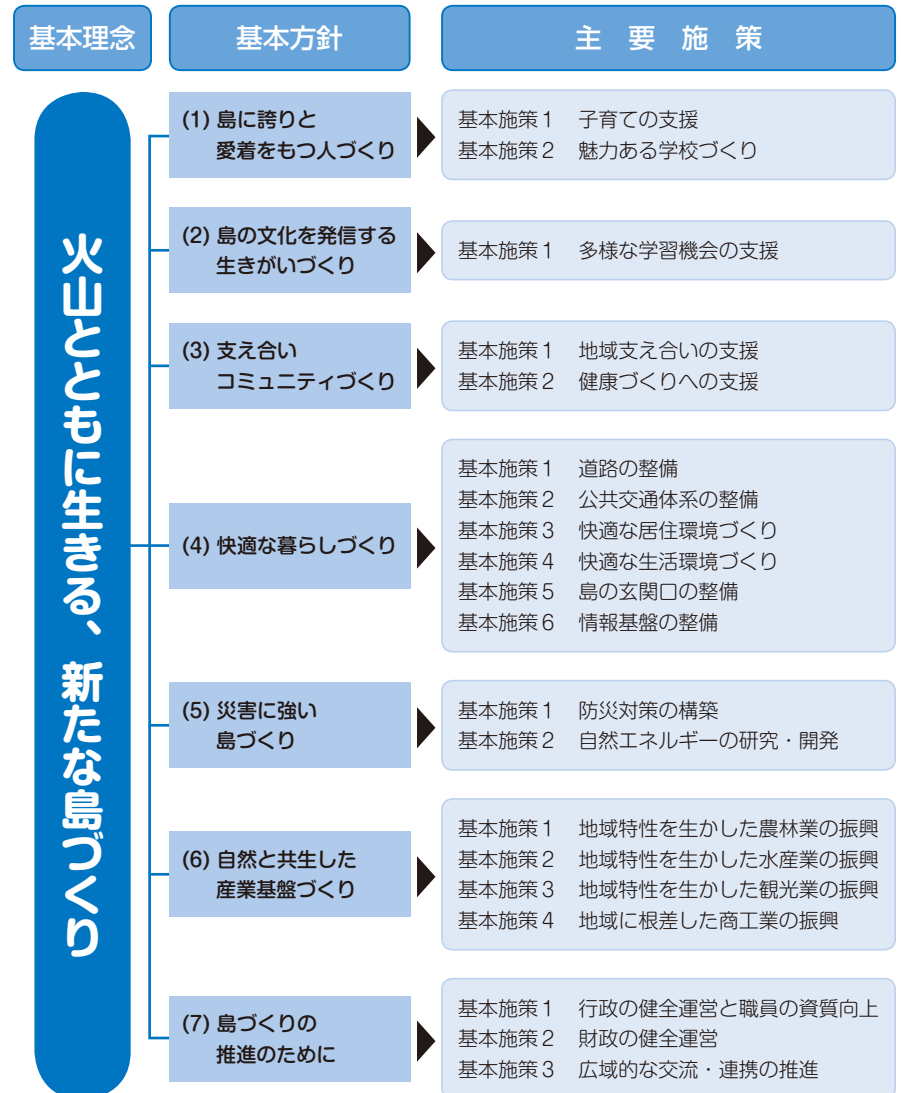 基本理念
基本方針
主要施策
火山とともに生きる、新たな島づくり
(1) 島に誇りと
愛着をもつ人づくり
基本施策1 子育ての支援
基本施策2 魅力ある学校づくり
(2) 島の文化を発信する
生きがいづくり
基本施策1 多様な学習機会の支援
(3) 支え合い
コミュニティづくり
基本施策1 地域支え合いの支援
基本施策2 健康づくりへの支援
(4) 快適な暮らしづくり
基本施策1 道路の整備
基本施策2 公共交通体系の整備
基本施策3 快適な居住環境づくり
基本施策4 快適な生活環境づくり
基本施策5 島の玄関口の整備
基本施策6 情報基盤の整備
(5) 災害に強い
島づくり
基本施策1 防災対策の構築
基本施策2 自然エネルギーの研究・開発
(6) 自然と共生した
産業基盤づくり
基本施策1 地域特性を生かした農林業の振興
基本施策2 地域特性を生かした水産業の振興
基本施策3 地域特性を生かした観光業の振興
基本施策4 地域に根差した商工業の振興
(7) 島づくりの
推進のために
基本施策1 行政の健全運営と職員の資質向上
基本施策2 財政の健全運営
基本施策3 広域的な交流・連携の推進